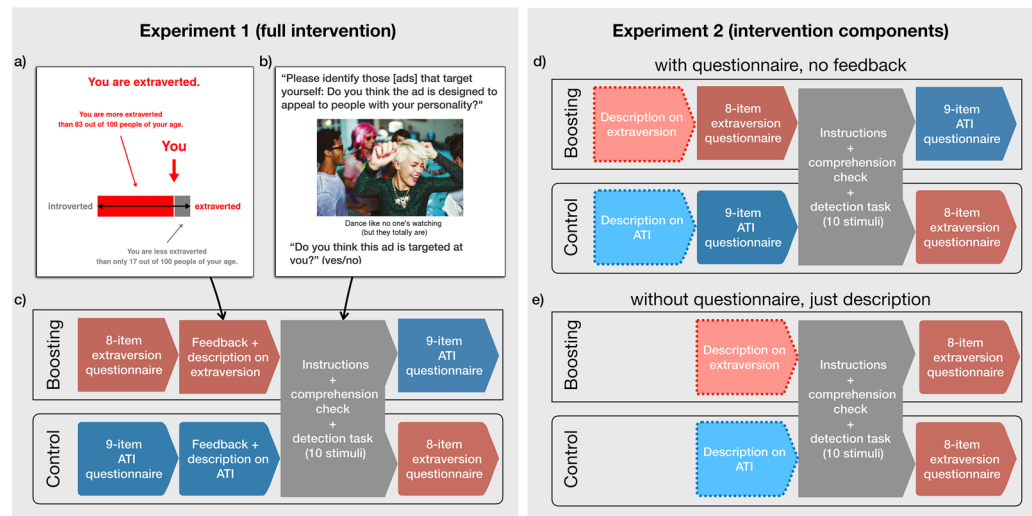 Experiment 1 (full intervention)
a)
You are extraverted.
You are more extraverted
than 83 out of 100 people of your age.
You
introverted
extraverted
You are less extraverted
than only 17 out of 100 people of your age.
b)
“Please identify those [ads] that target
yourself: Do you think the ad is designed to
appeal to people with your personality?"
Dance like no one's watching
(but they totally are)
“Do you think this ad is targeted at
you?” (yes/no)
c)
Boosting
8-item
extraversion
questionnaire
Feedback +
description on
extraversion
Instructions
+
comprehension
check
+
detection task
(10 stimuli)
9-item
ATI
questionnaire
Control
9-item
ATI
questionnaire
Feedback +
description on
ATI
8-item
extraversion
questionnaire
Experiment 2 (intervention components)
d)
with questionnaire, no feedback
Boosting
Description on
extraversion
8-item
extraversion
questionnaire
Instructions
+
comprehension
check
+
detection task
(10 stimuli)
9-item
ATI
questionnaire
Control
Description on
ATI
9-item
ATI
questionnaire
8-item
extraversion
questionnaire
e)
without questionnaire, just description
Boosting
Description on
extraversion
Instructions
+
comprehension
check
+
detection task
(10 stimuli)
8-item
extraversion
questionnaire
Control
Description on
ATI
8-item
extraversion
questionnaire